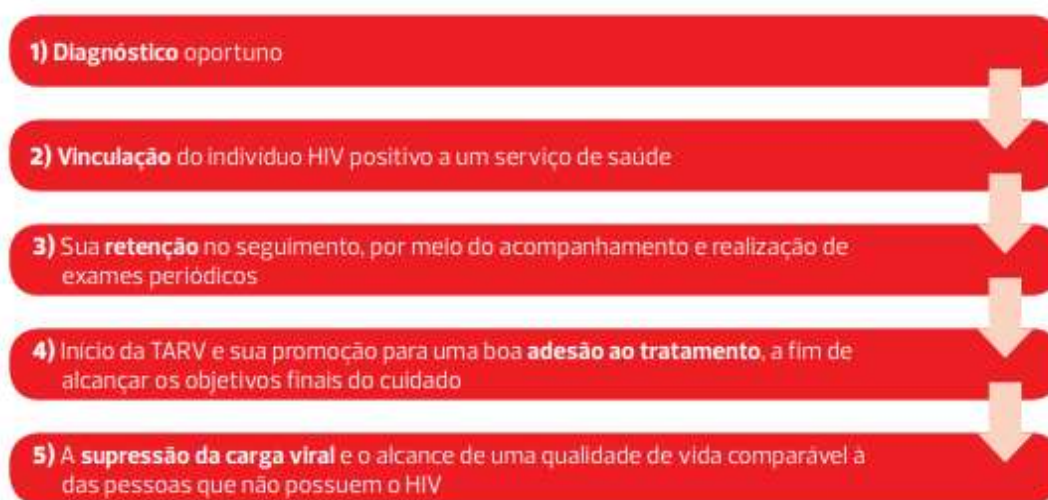 1) Diagnóstico oportuno
2) Vinculação do indivíduo HIV positivo a um serviço de saúde
3) Sua retenção no seguimento, por meio do acompanhamento e realização de
exames periódicos
4) Início da TARV e sua promoção para uma boa adesão ao tratamento, a fim de
alcançar os objetivos finais do cuidado
5) A supressão da carga viral e o alcance de uma qualidade de vida comparável à
das pessoas que não possuem o HIV